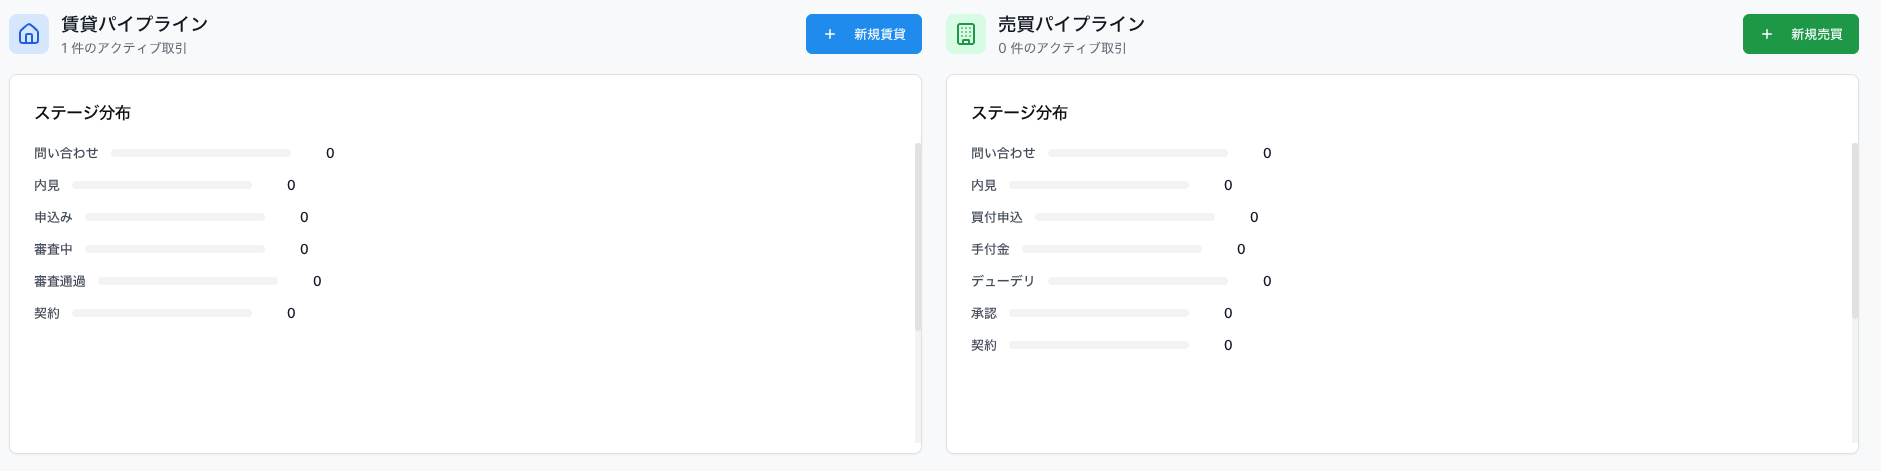 賃貸パイプライン
1 件のアクティブ取引
新規賃貸
ステージ分布
問い合わせ 0
内見 0
申込み 0
審査中 0
審査通過 0
契約 0
売買パイプライン
0 件のアクティブ取引
新規売買
ステージ分布
問い合わせ 0
内見 0
買付申込 0
手付金 0
デューデリ 0
承認 0
契約 0